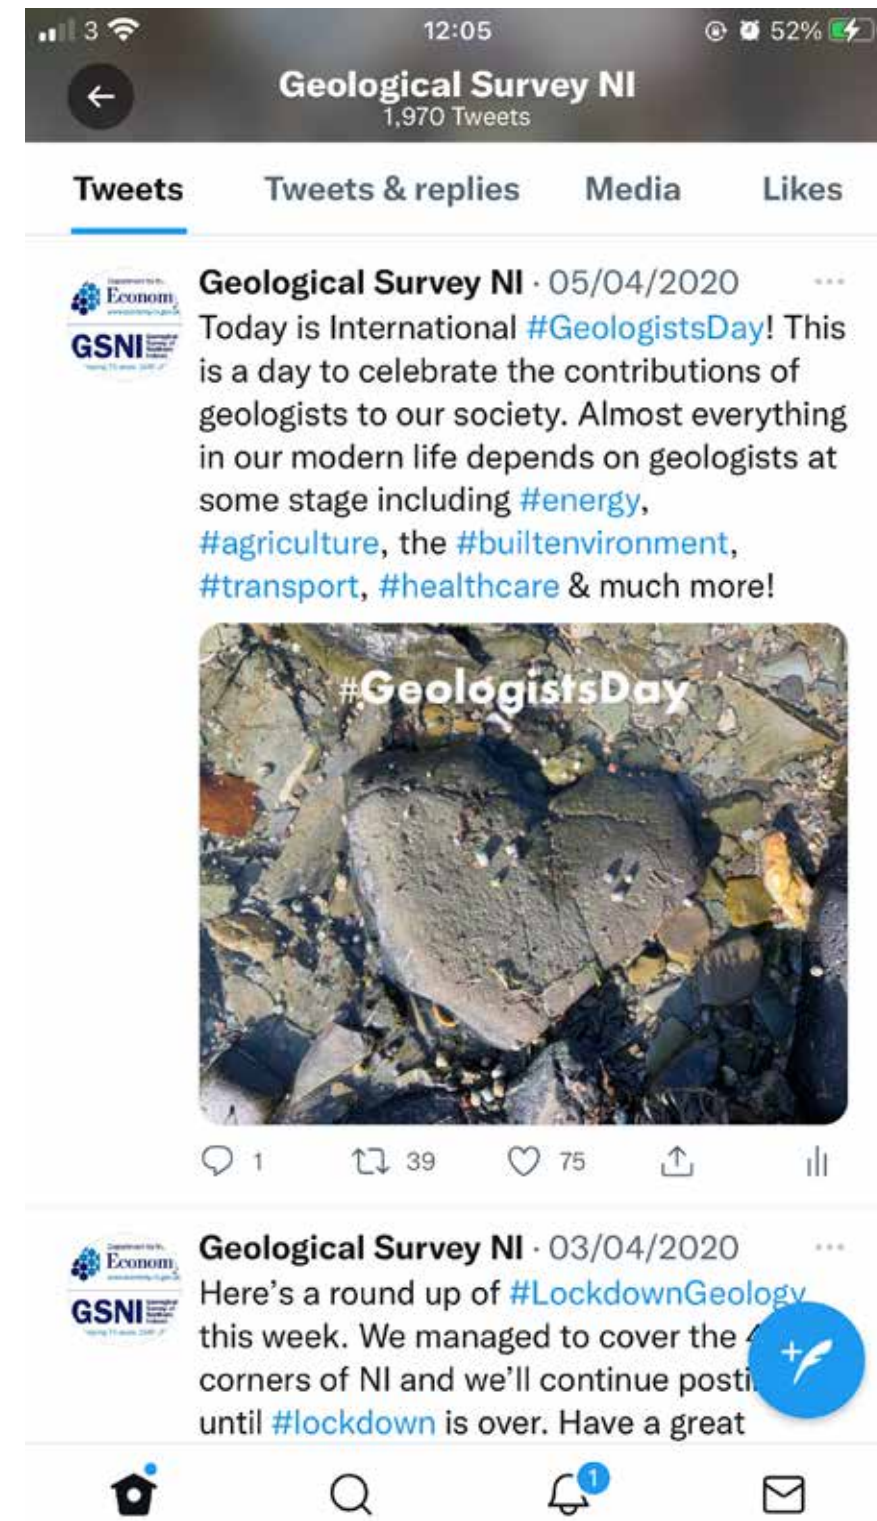 3 12:05 52%
Geological Survey NI
1,970 Tweets
Tweets Tweets & replies Media Likes
Geological Survey NI · 05/04/2020
Econom
GSNI
Today is International #GeologistsDay! This
is a day to celebrate the contributions of
geologists to our society. Almost everything
in our modern life depends on geologists at
some stage including #energy,
#agriculture, the #builtenvironment,
#transport, #healthcare & much more!
#GeologistsDay
1 39 75
Geological Survey NI · 03/04/2020
Econom
GSNI
Here’s a round up of #LockdownGeology
this week. We managed to cover the 4
corners of NI and we’ll continue posti
until #lockdown is over. Have a great
1